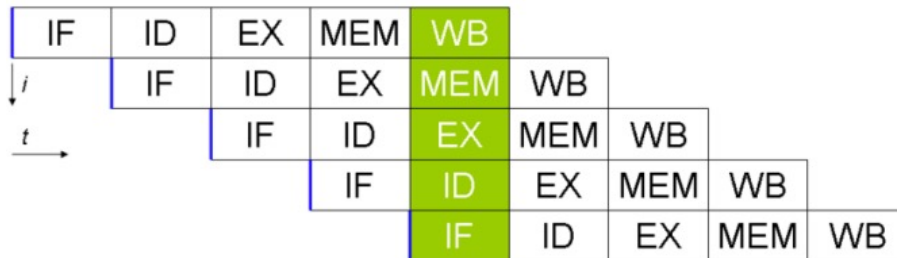 IF ID EX MEM WB
i IF ID EX MEM WB
t IF ID EX MEM WB
IF ID EX MEM WB
IF ID EX MEM WB